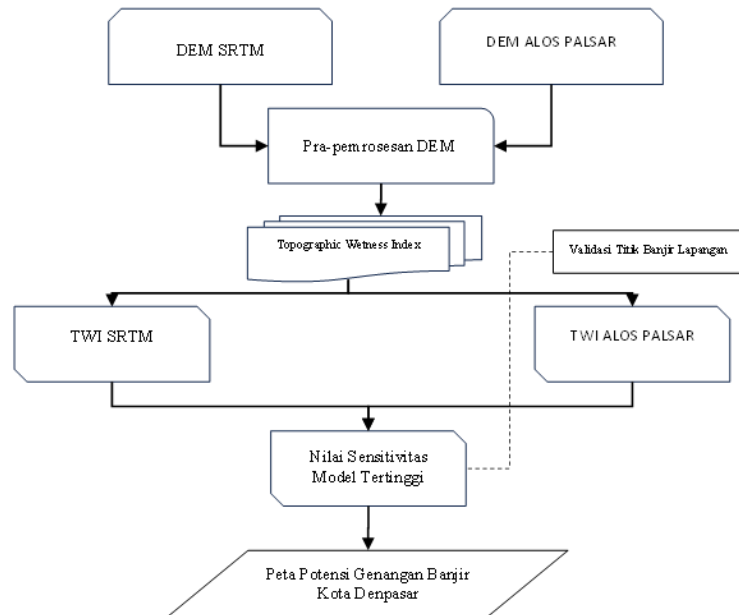 DEM SRTM
DEM ALOS PALSAR
Pra-pemrosesan DEM
Topographic Wetness Index
Validasi Titik Banjir Lapangan
TWI SRTM
TWI ALOS PALSAR
Nilai Sensitivitas
Model Tertinggi
Peta Potensi Genangan Banjir
Kota Denpasar